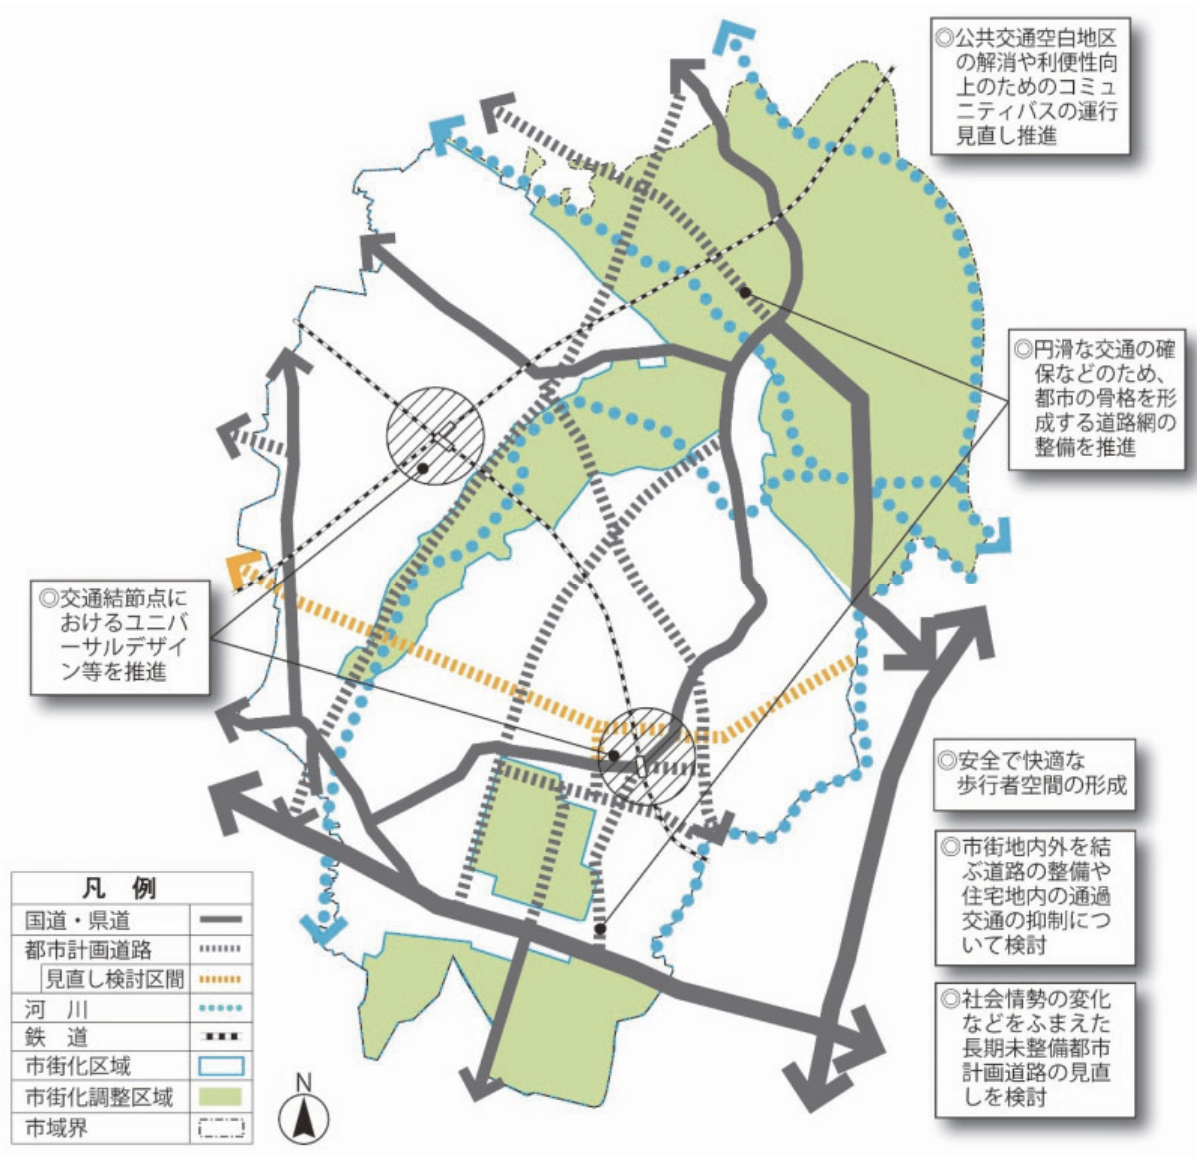 ◎公共交通空白地区
の解消や利便性向
上のためのコミュ
ニティバスの運行
見直し推進
◎円滑な交通の確
保などのため、
都市の骨格を形
成する道路網の
整備を推進
◎交通結節点に
おけるユニバ
ーサルデザイ
ン等を推進
◎安全で快適な
歩行者空間の形成
◎市街地内外を結
ぶ道路の整備や
住宅地内の通過
交通の抑制につ
いて検討
◎社会情勢の変化
などをふまえた
長期未整備都市
計画道路の見直
しを検討
凡 例
国道・県道
都市計画道路
見直し検討区間
河 川
鉄 道
市街化区域
市街化調整区域
市域界
N